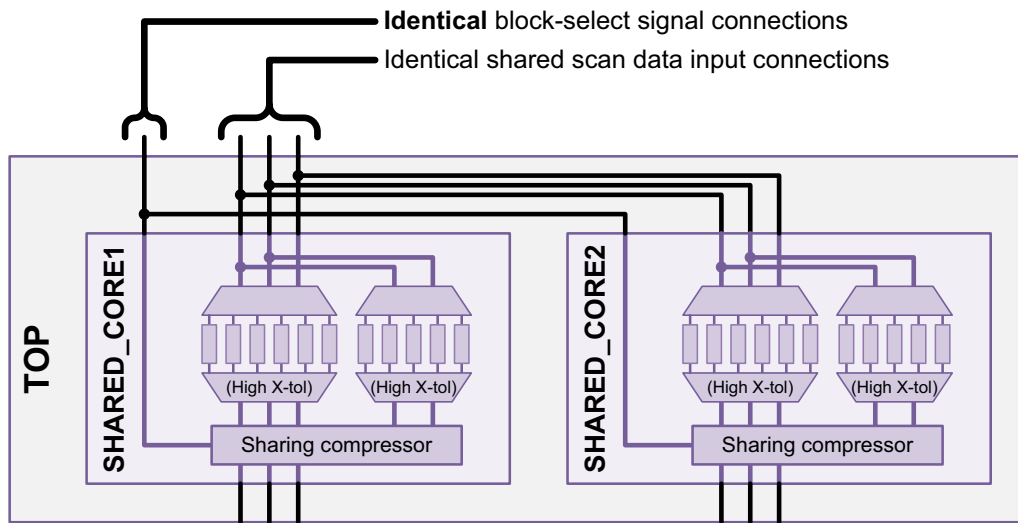 Identical block-select signal connections
Identical shared scan data input connections
TOP
SHARED_CORE1
(High X-tol)
(High X-tol)
Sharing compressor
SHARED_CORE2
(High X-tol)
(High X-tol)
Sharing compressor